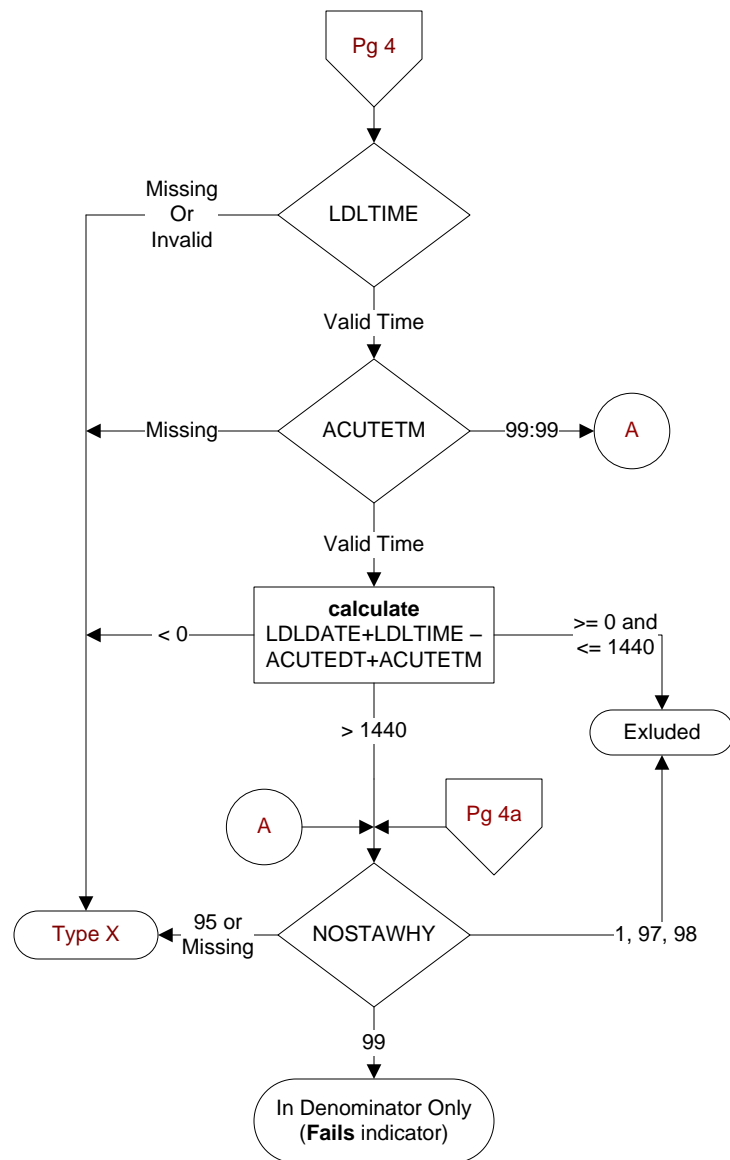 Pg 4
Missing
Or
Invalid
LDLTIME
Valid Time
Missing
ACUTETM
99:99
A
Valid Time
calculate
LDLDATE+LDLTIME –
ACUTEDT+ACUTETM
< 0
>= 0 and
<= 1440
> 1440
Exluded
A
Pg 4a
Type X
95 or
Missing
NOSTAWHY
1, 97, 98
99
In Denominator Only
(Fails indicator)